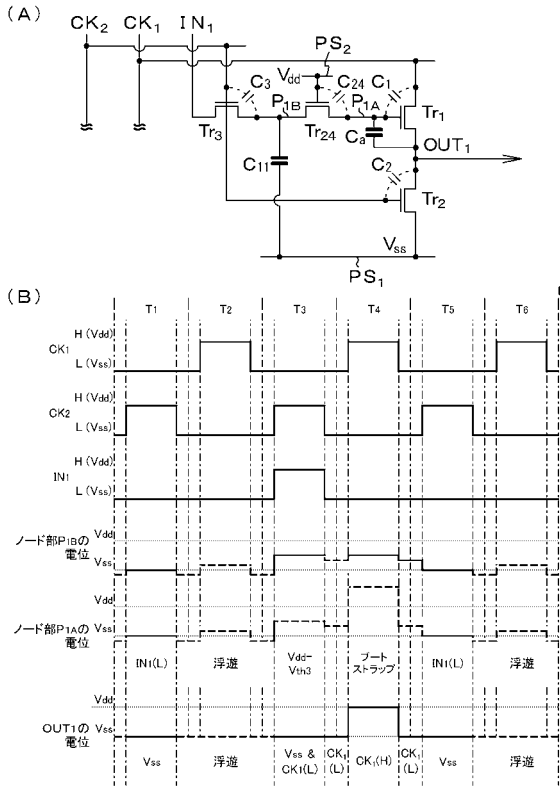 (A)
CK2 CK1 IN1
PS2
Vdd
C3
C24
C1
P1B
P1A
Tr3
Tr24
Ca
Tr1
OUT1
C11
C2
Tr2
Vss
PS1
(B)
T1 T2 T3 T4 T5 T6
H (Vdd)
CK1
L (Vss)
H (Vdd)
CK2
L (Vss)
H (Vdd)
IN1
L (Vss)
Vdd
ノード部P1Bの
電位
Vss
Vdd
ノード部P1Aの
電位
Vss
IN1(L) 浮遊 Vdd-Vth3 ブートストラップ IN1(L) 浮遊
Vdd
OUT1の
電位
Vss
Vss 浮遊 Vss & CK1(L) CK1(L) CK1(H) CK1(L) Vss 浮遊